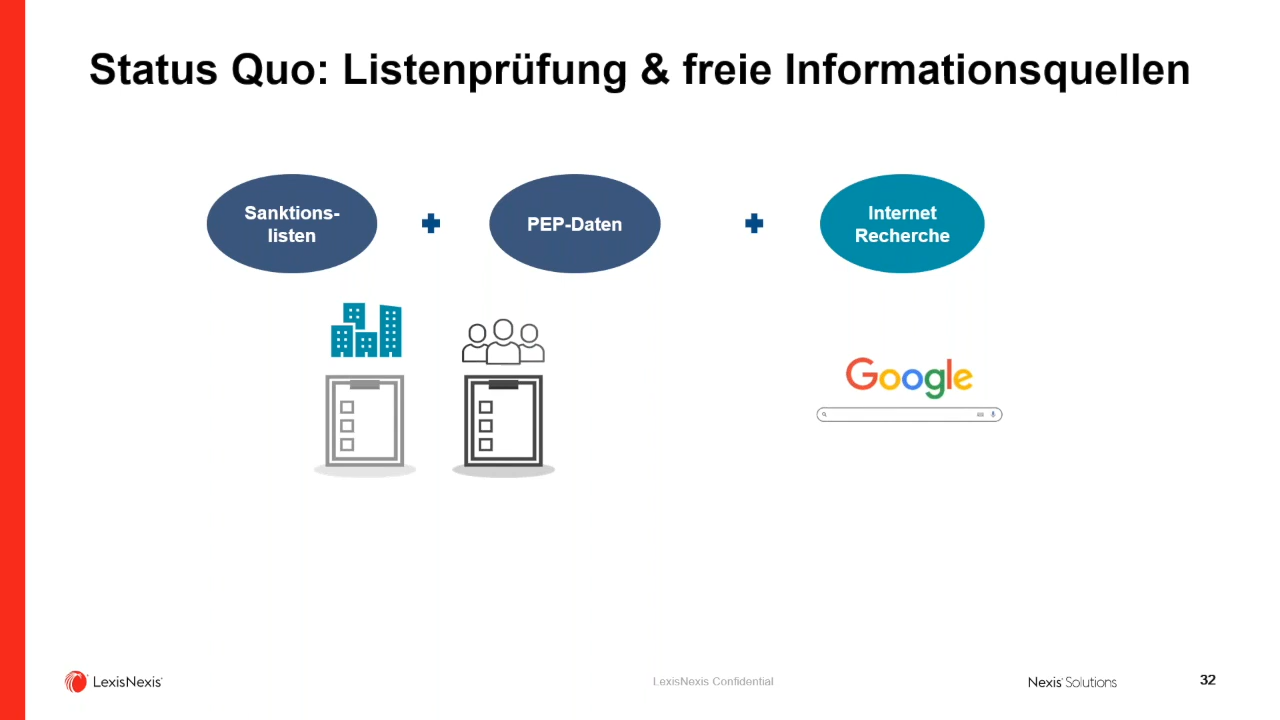 Status Quo: Listenprüfung & freie Informationsquellen
Sanktions-
listen
PEP-Daten
Internet
Recherche
Google
LexisNexis
LexisNexis Confidential
Nexis Solutions
32